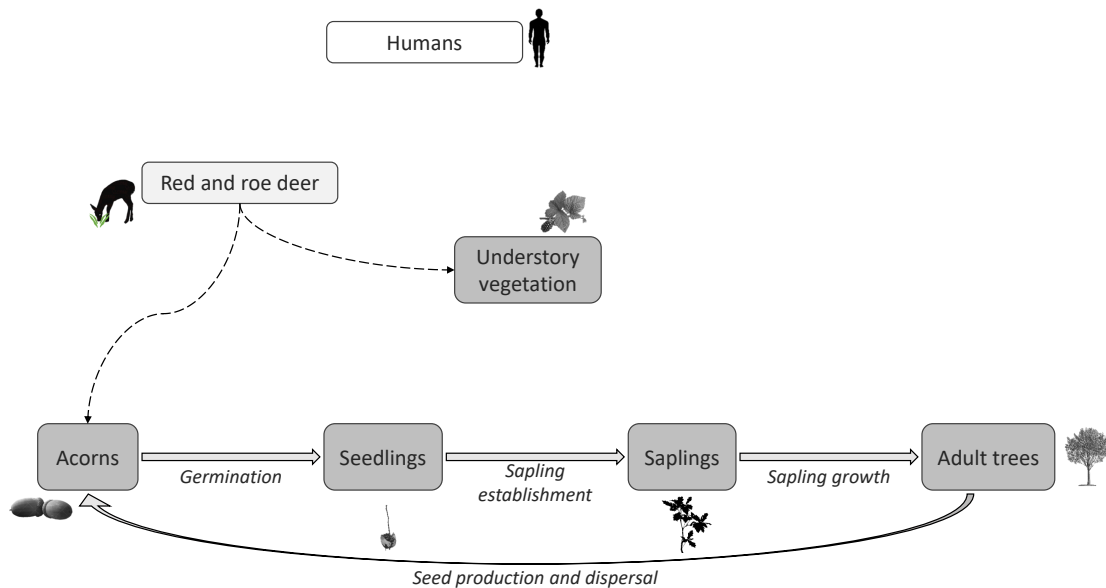 Humans
Red and roe deer
Understory
vegetation
Acorns
Germination
Seedlings
Sapling
establishment
Saplings
Sapling growth
Adult trees
Seed production and dispersal